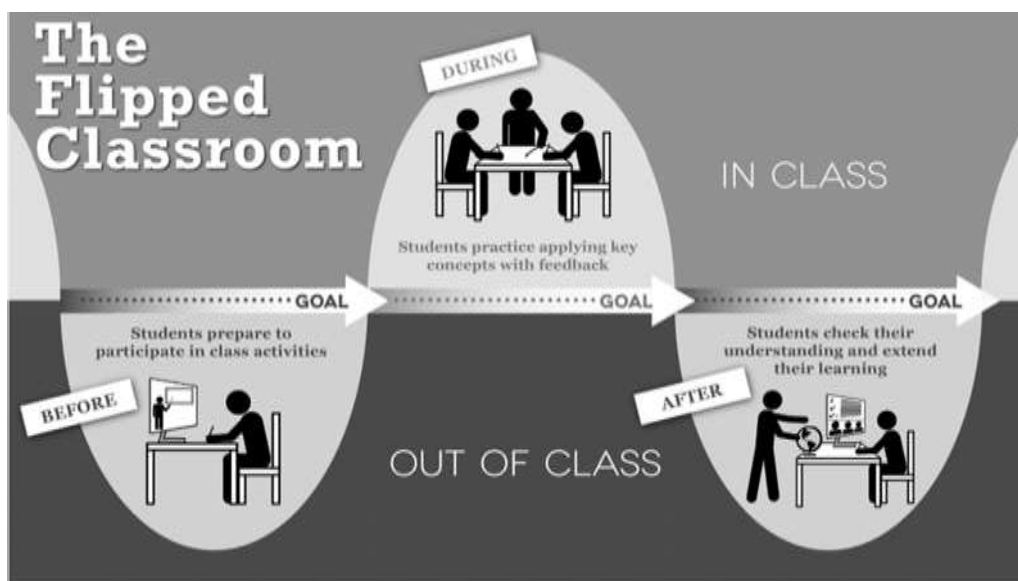 The
Flipped
Classroom
DURING
IN CLASS
Students practice applying key
concepts with feedback
GOAL
GOAL
GOAL
Students prepare to
participate in class activities
BEFORE
OUT OF CLASS
Students check their
understanding and extend
their learning
AFTER